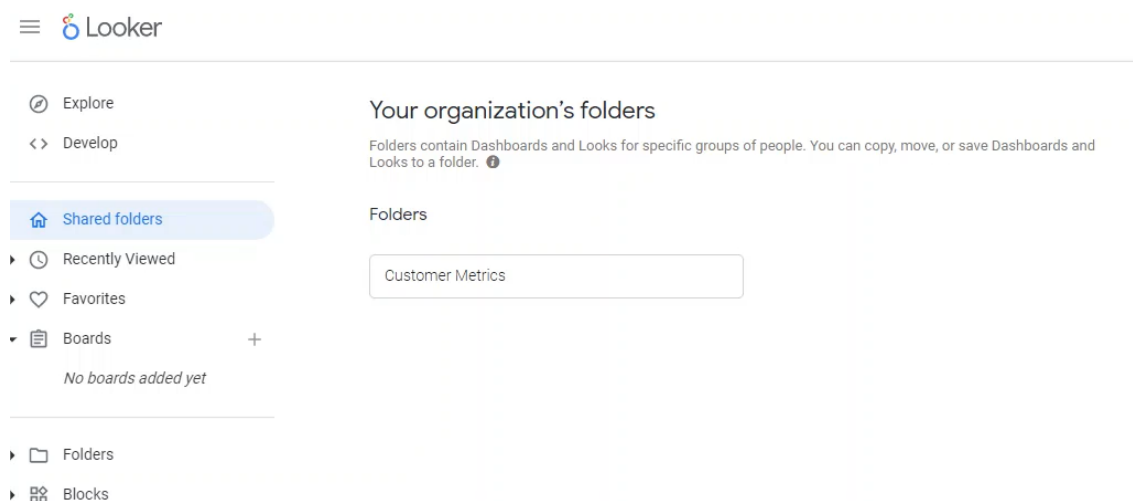 Looker
Explore
Develop
Shared folders
Recently Viewed
Favorites
Boards
No boards added yet
Folders
Blocks
Your organization's folders
Folders contain Dashboards and Looks for specific groups of people. You can copy, move, or save Dashboards and
Looks to a folder.
Folders
Customer Metrics